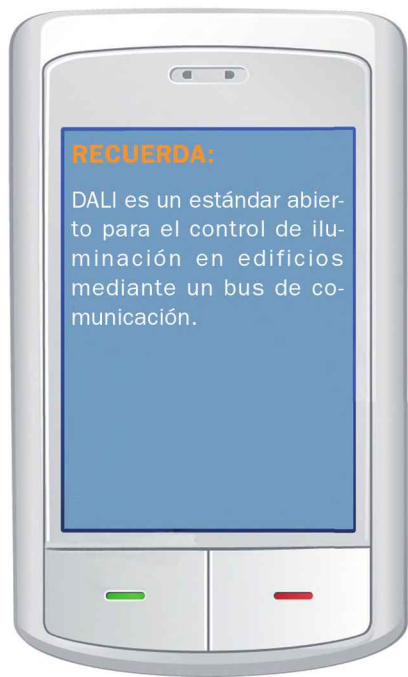 RECUERDA:
DALI es un estándar abier-
to para el control de ilu-
minación en edificios
mediante un bus de co-
municación.